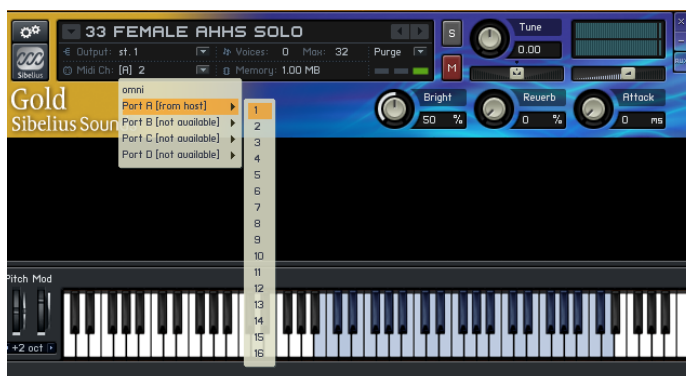 33 FEMALE AHHS SOLO
S
Tune
Output: st.1 Voices: 0 Max: 32 Purge
0.00
Sibelius
Midi Ch: [A] 2 Memory: 1.00 MB
M
omni
Gold
Sibelius Soun
Port A [from host]
Port B [not available]
Port C [not available]
Port D [not available]
Bright
50 %
Reverb
0 %
Attack
0 ms
1
2
3
4
5
6
7
8
9
10
11
12
13
14
15
16
Pitch Mod
+2 oct